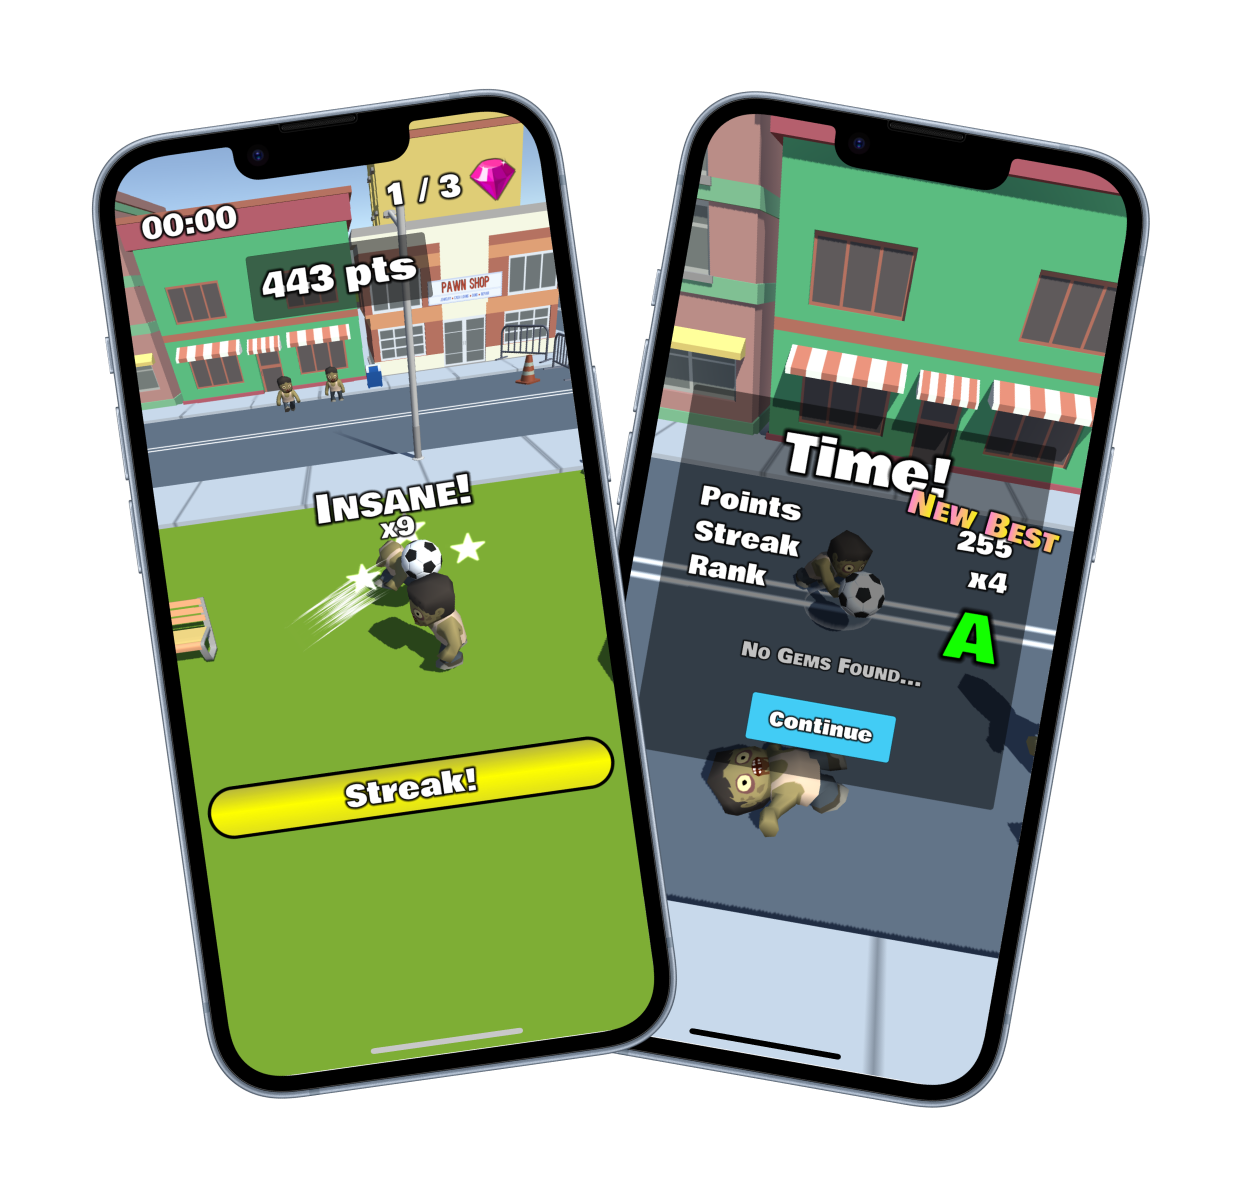 00:00
1 / 3
443 pts
PAWN SHOP
INSANE!
x9
Streak!
Time!
NEW BEST
Points 255
Streak x4
Rank A
NO GEMS FOUND...
Continue